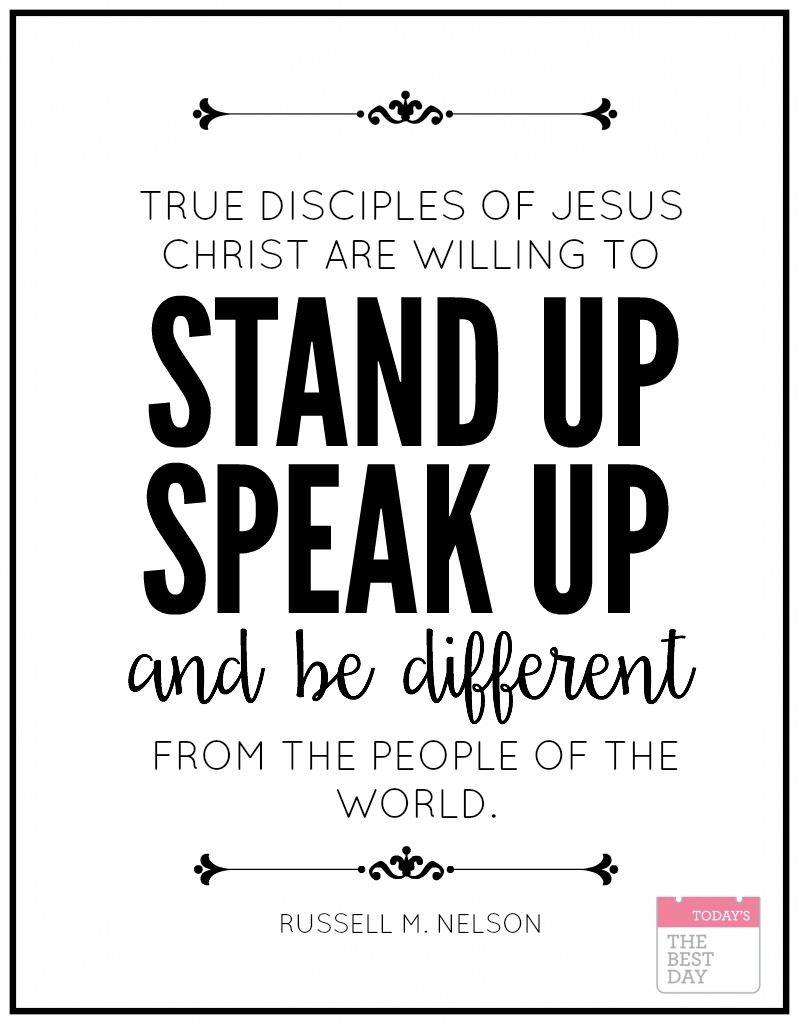 TRUE DISCIPLES OF JESUS
CHRIST ARE WILLING TO
STAND UP
SPEAK UP
and be different
FROM THE PEOPLE OF THE
WORLD.
RUSSELL M. NELSON
TODAY'S
THE
BEST
DAY